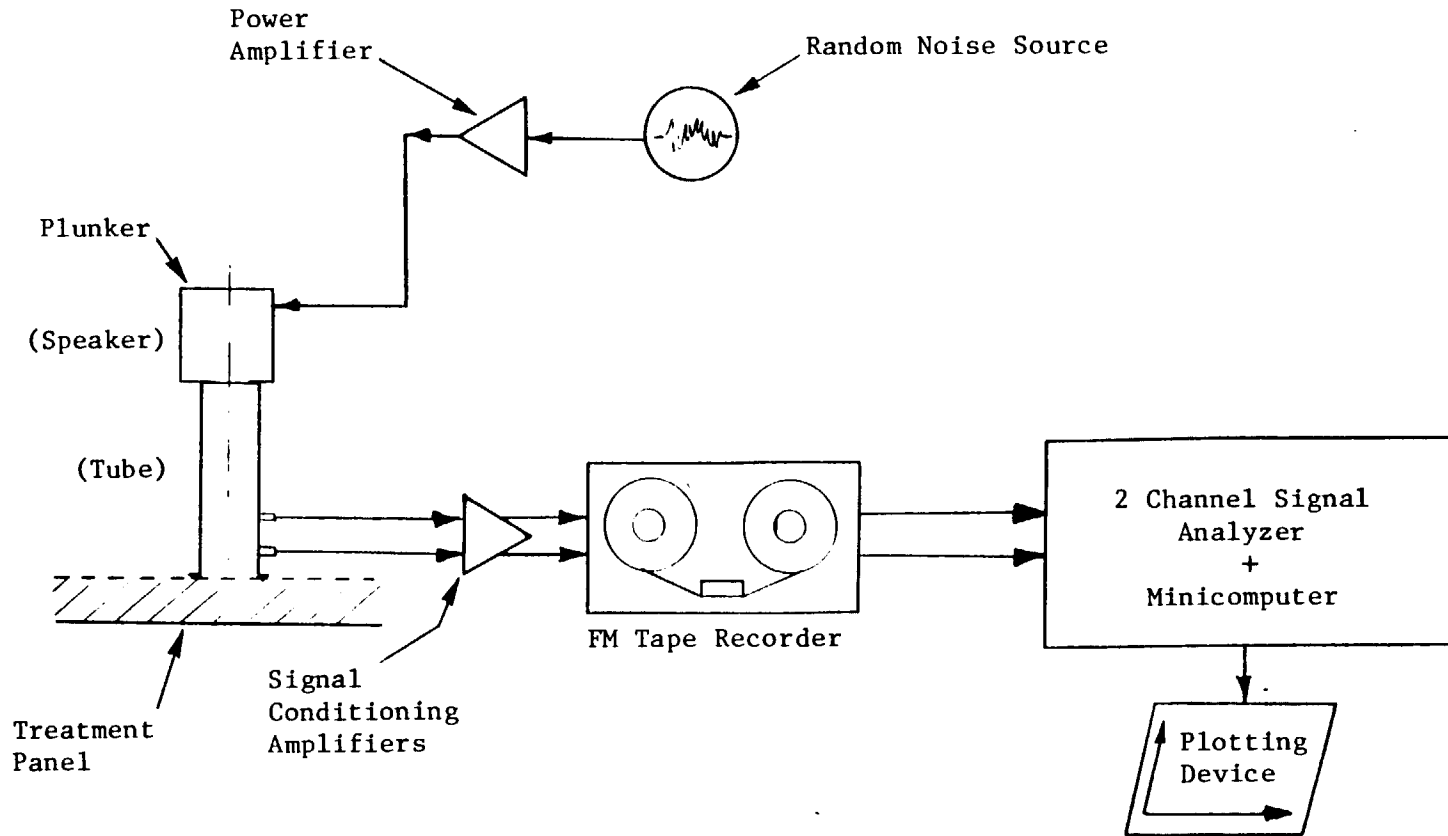 Power
Amplifier
Random Noise Source
Plunker
(Speaker)
(Tube)
2 Channel Signal
Analyzer
+
Minicomputer
FM Tape Recorder
Signal
Conditioning
Amplifiers
Treatment
Panel
Plotting
Device